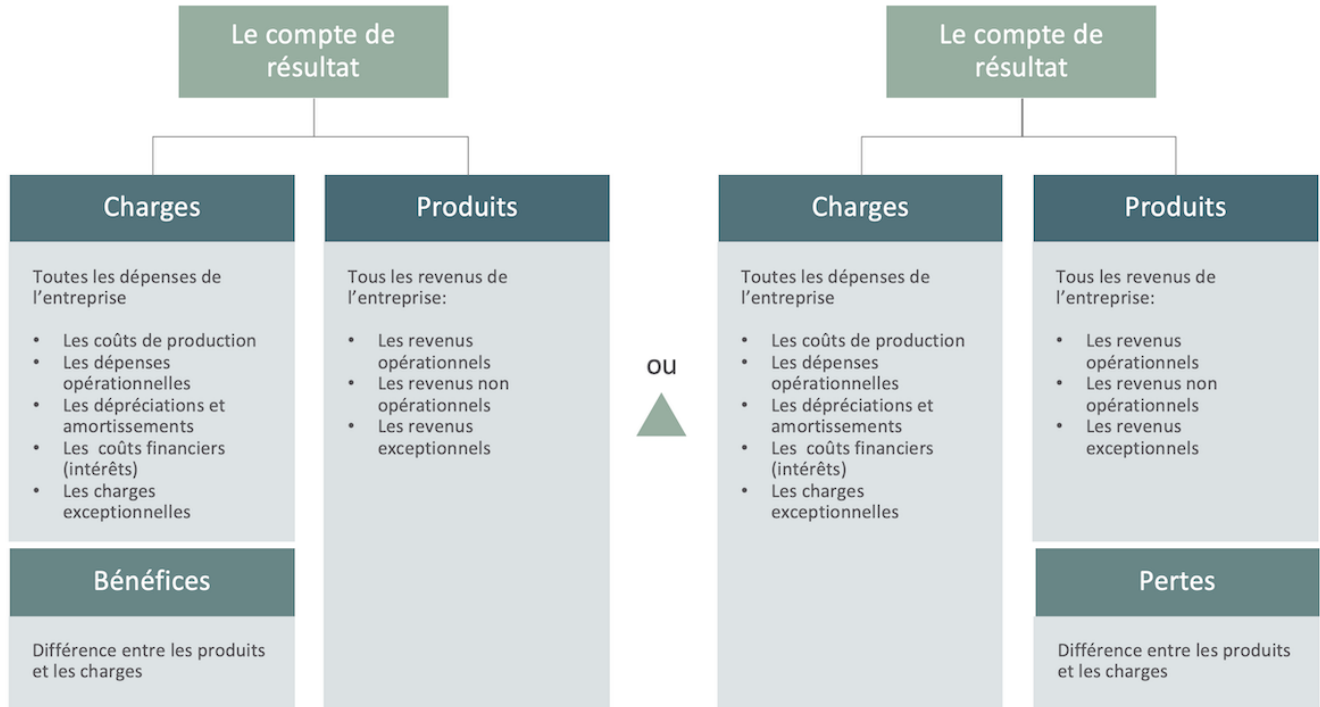 Le compte de
résultat
Charges
Toutes les dépenses de
l’entreprise
• Les coûts de production
• Les dépenses
opérationnelles
• Les dépréciations et
amortissements
• Les  coûts financiers
(intérêts)
• Les charges
exceptionnelles
Bénéfices
Différence entre les produits
et les charges
Produits
Tous les revenus de
l’entreprise:
• Les revenus
opérationnels
• Les revenus non
opérationnels
• Les revenus
exceptionnels
ou
Le compte de
résultat
Charges
Toutes les dépenses de
l’entreprise
• Les coûts de production
• Les dépenses
opérationnelles
• Les dépréciations et
amortissements
• Les  coûts financiers
(intérêts)
• Les charges
exceptionnelles
Produits
Tous les revenus de
l’entreprise:
• Les revenus
opérationnels
• Les revenus non
opérationnels
• Les revenus
exceptionnels
Pertes
Différence entre les produits
et les charges